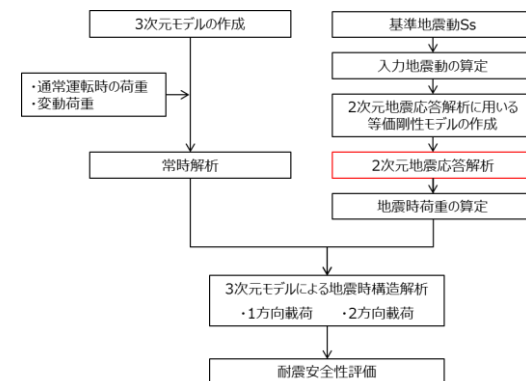 3次元モデルの作成
・通常運転時の荷重
・変動荷重
常時解析
基準地震動Ss
入力地震動の算定
2次元地震応答解析に用いる
等価剛性モデルの作成
2次元地震応答解析
地震時荷重の算定
3次元モデルによる地震時構造解析
・1方向載荷 ・2方向載荷
耐震安全性評価